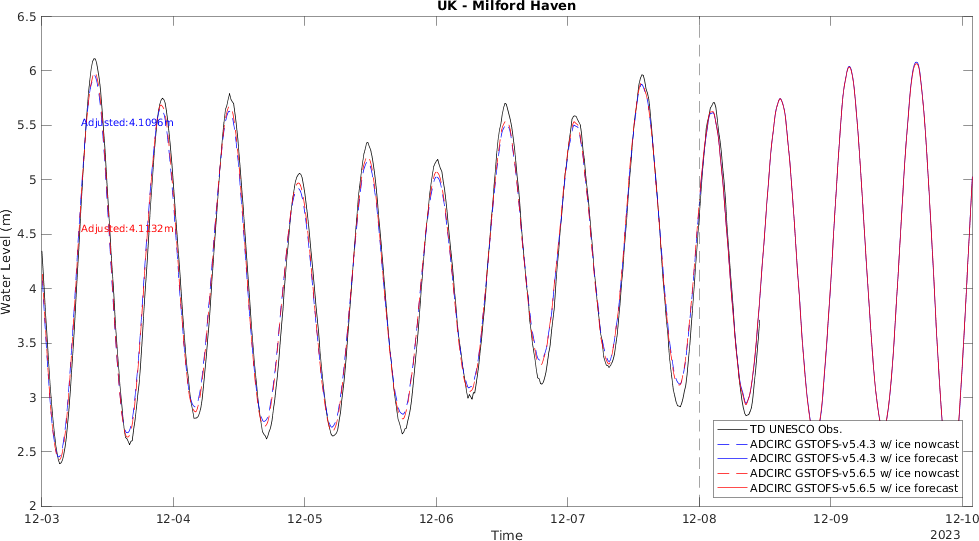 UK - Milford Haven
6.5
6
5.5
5
4.5
4
3.5
3
2.5
2
Water Level (m)
Adjusted:4.1096m
Adjusted:4.1132m
TD UNESCO Obs.
ADCIRC GSTOFS-v5.4.3 w/ ice nowcast
ADCIRC GSTOFS-v5.4.3 w/ ice forecast
ADCIRC GSTOFS-v5.6.5 w/ ice nowcast
ADCIRC GSTOFS-v5.6.5 w/ ice forecast
12-03 12-04 12-05 12-06 12-07 12-08 12-09 12-10
Time
2023